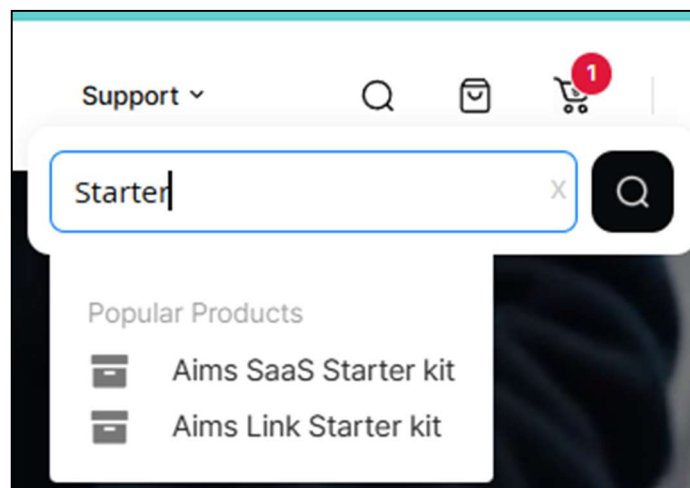 Support
1
Starter
X
Popular Products
Aims SaaS Starter kit
Aims Link Starter kit